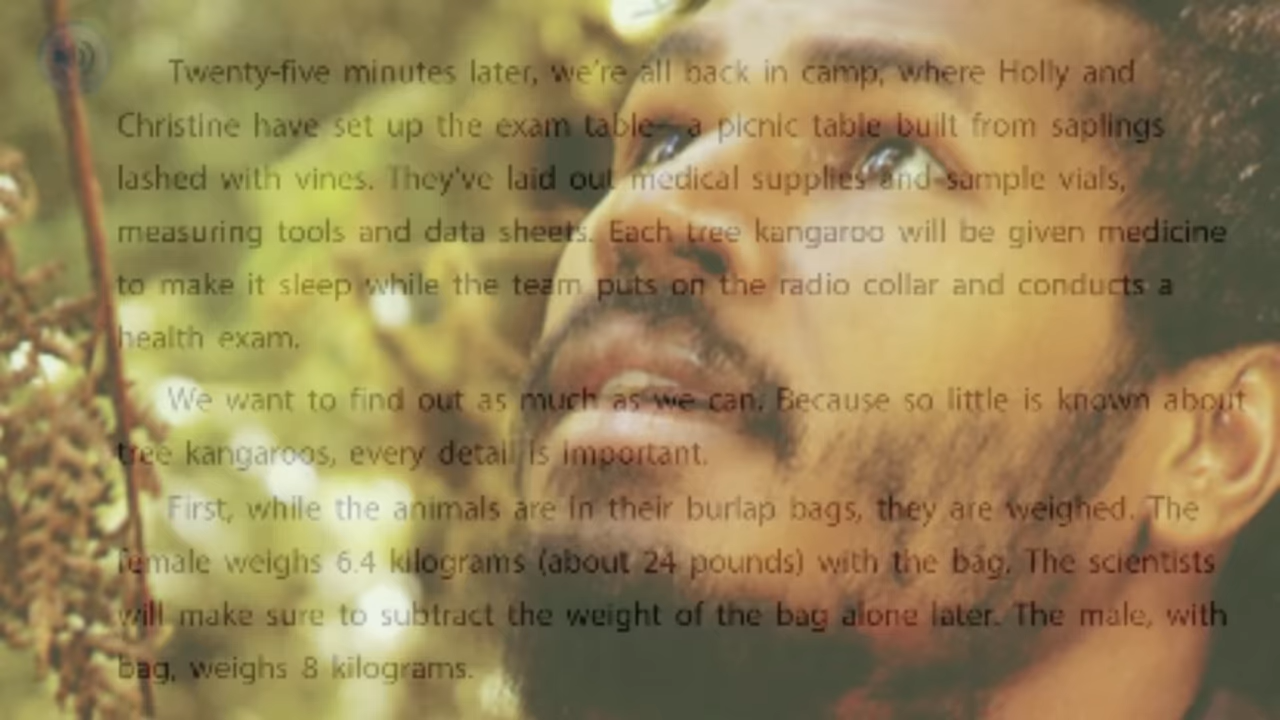 Twenty-five minutes later, we're all back in camp, where Holly and
Christine have set up the exam table—a picnic table built from saplings
lashed with vines. They've laid out medical supplies and sample vials,
measuring tools and data sheets. Each tree kangaroo will be given medicine
to make it sleep while the team puts on the radio collar and conducts a
health exam.
We want to find out as much as we can. Because so little is known about
tree kangaroos, every detail is important.
First, while the animals are in their burlap bags, they are weighed. The
female weighs 6.4 kilograms (about 24 pounds) with the bag. The scientists
will make sure to subtract the weight of the bag alone later. The male, with
bag, weighs 8 kilograms.